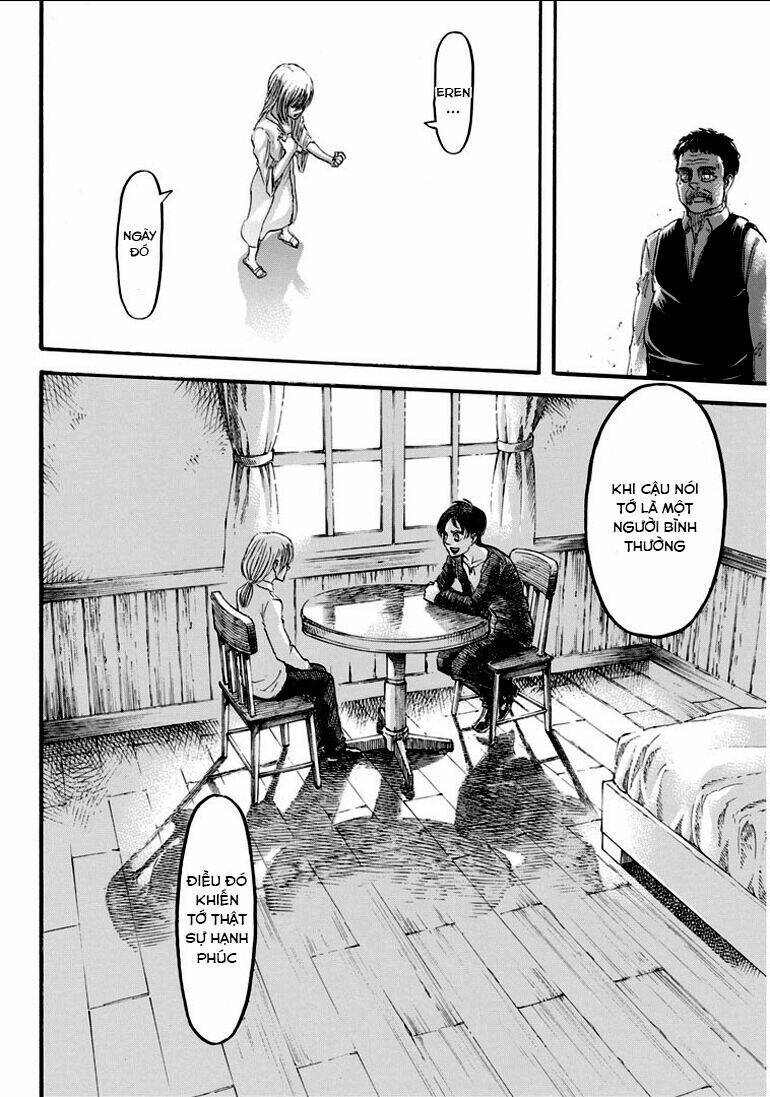 EREN
...
NGÀY
ĐÓ
KHI CẬU NÓI
TỚ LÀ MỘT
NGƯỜI BÌNH
THƯỜNG
ĐIỀU ĐÓ
KHIẾN
TỚ THẬT
SỰ HẠNH
PHÚC